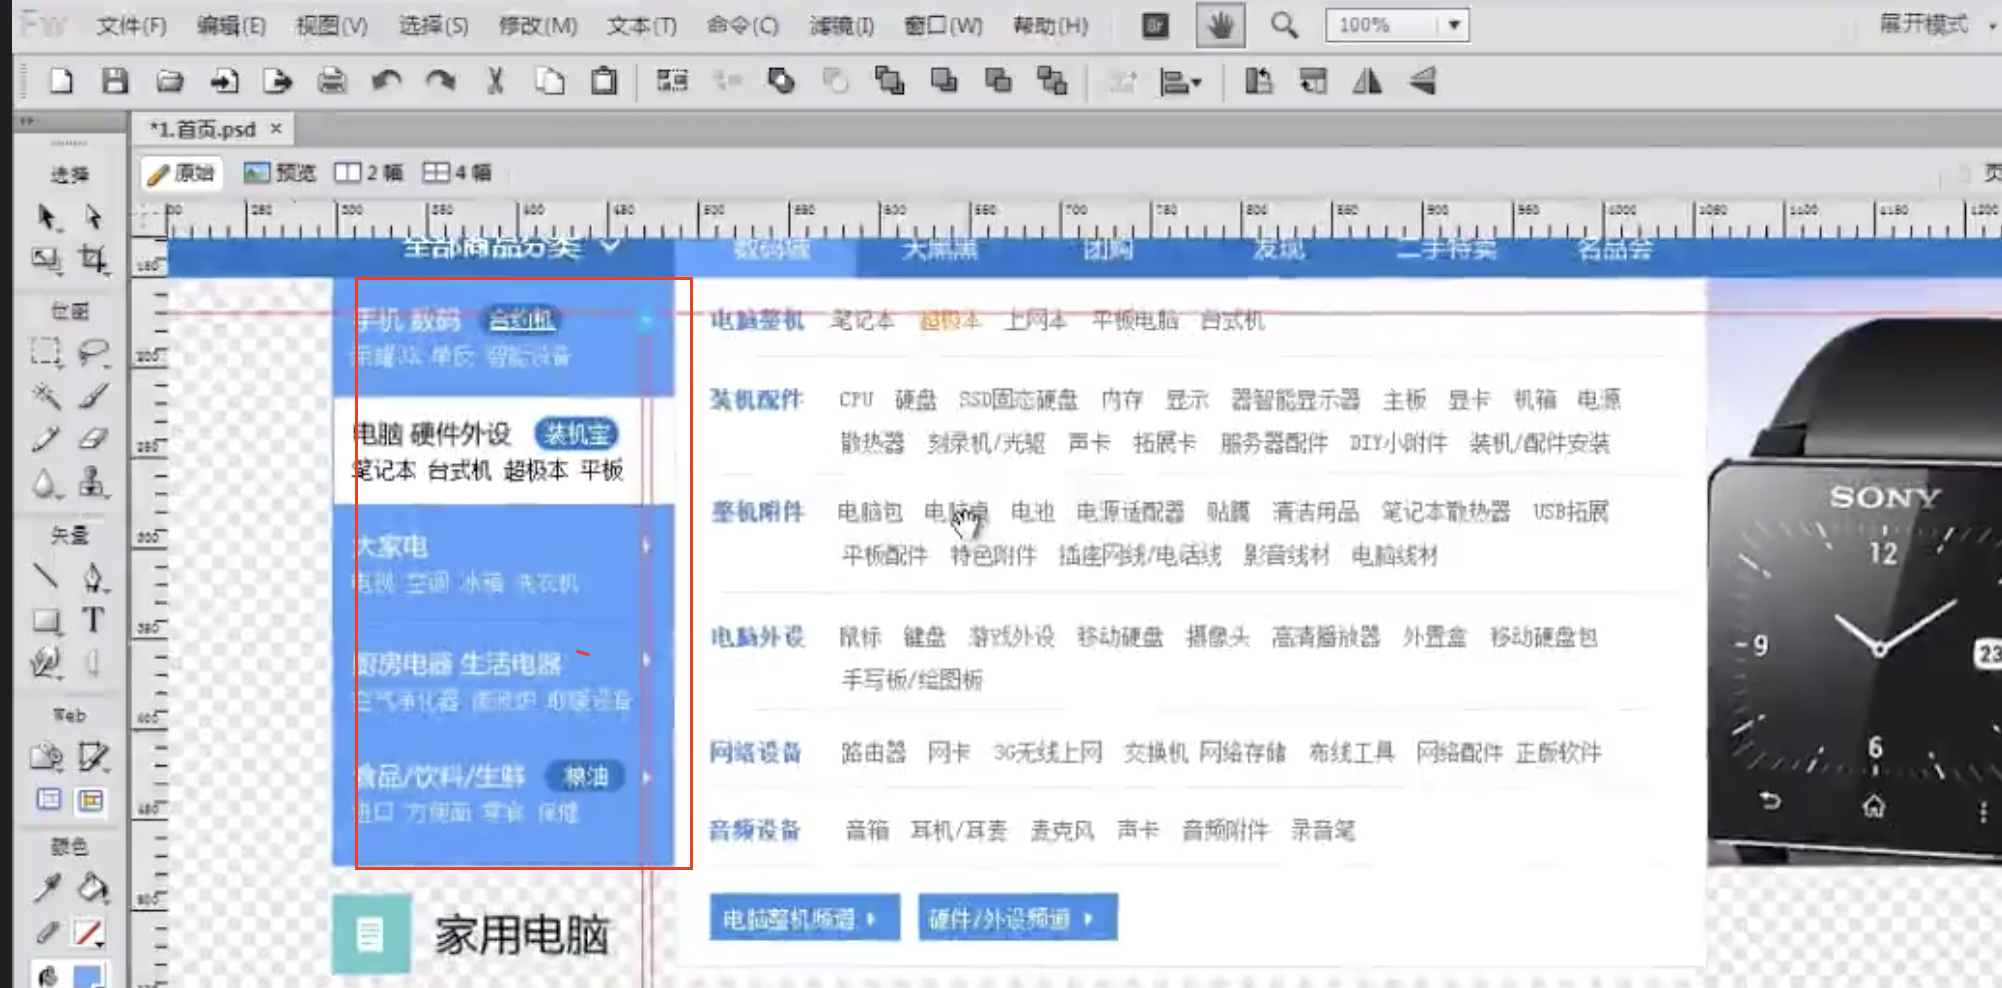 Fw 文件(F) 编辑(E) 视图(V) 选择(S) 修改(M) 文本(T) 命令(C) 滤镜(I) 窗口(W) 帮助(H) Br 100% 展开模式
*1.首页.psd ×
原始 预览 2 幅 4 幅 页
选择
位图
矢量
Web
颜色
全部商品分类 数码城 天黑黑 团购 发现 二手特卖 名品会
手机 数码 合约机
荣耀3X 单反 智能设备
电脑 硬件外设 装机宝
笔记本 台式机 超极本 平板
大家电
电视 空调 冰箱 洗衣机
厨房电器 生活电器
空气净化器 微波炉 取暖设备
食品/饮料/生鲜 粮油
进口 方便面 零食 保健
家用电脑
电脑整机 笔记本 超极本 上网本 平板电脑 台式机
装机配件 CPU 硬盘 SSD固态硬盘 内存 显示 器智能显示器 主板 显卡 机箱 电源
散热器 刻录机/光驱 声卡 拓展卡 服务器配件 DIY小附件 装机/配件安装
整机附件 电脑包 电脑桌 电池 电源适配器 贴膜 清洁用品 笔记本散热器 USB拓展
平板配件 特色附件 插座网线/电话线 影音线材 电脑线材
电脑外设 鼠标 键盘 游戏外设 移动硬盘 摄像头 高清播放器 外置盒 移动硬盘包
手写板/绘图板
网络设备 路由器 网卡 3G无线上网 交换机 网络存储 布线工具 网络配件 正版软件
音频设备 音箱 耳机/耳麦 麦克风 声卡 音频附件 录音笔
电脑整机频道 硬件/外设频道
SONY
12
9
23
6